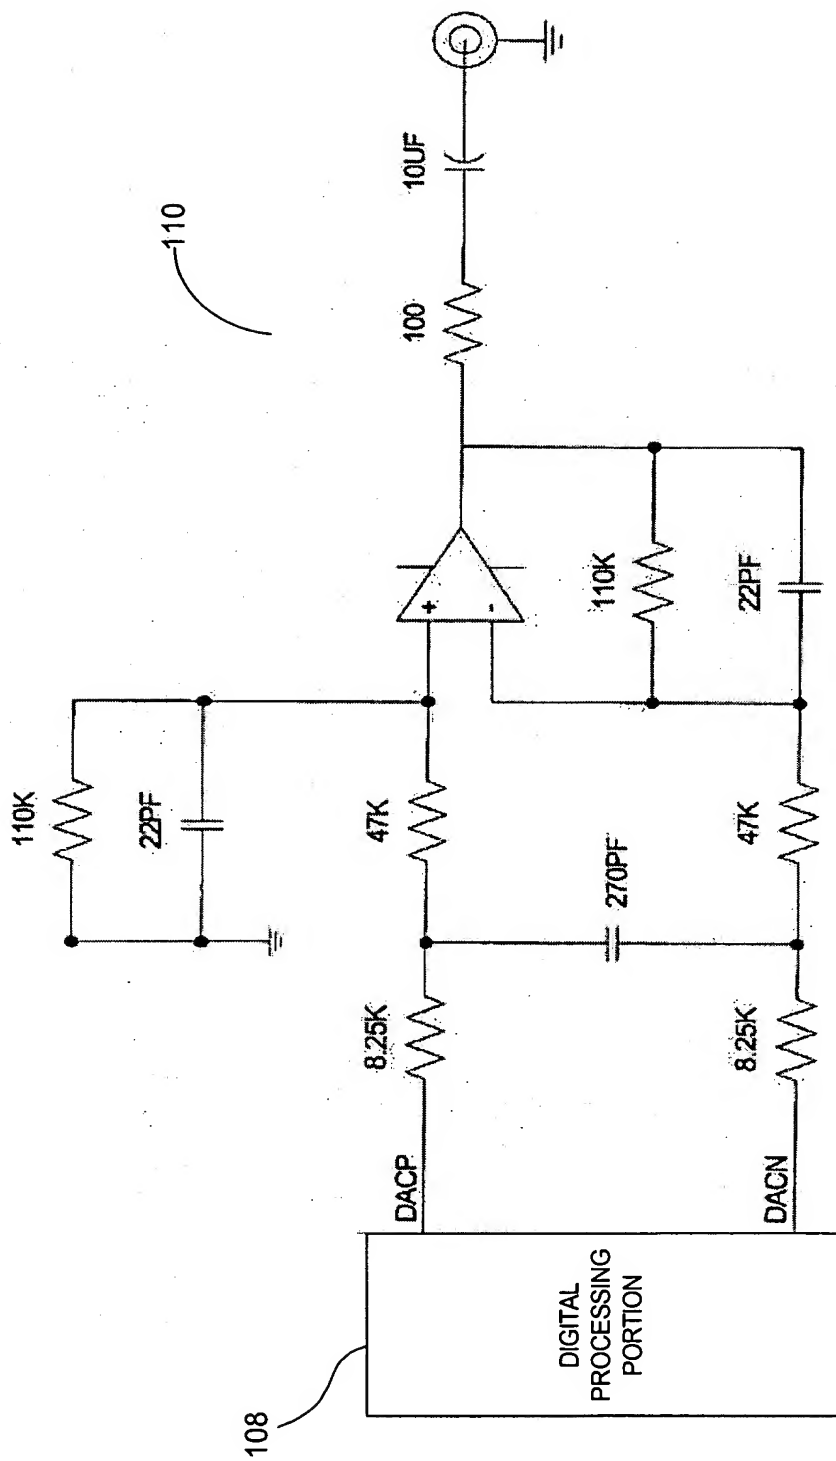 110
110K
22PF
100
10UF
+
-
8.25K
47K
270PF
110K
22PF
8.25K
47K
DACP
DACN
108
DIGITAL
PROCESSING
PORTION